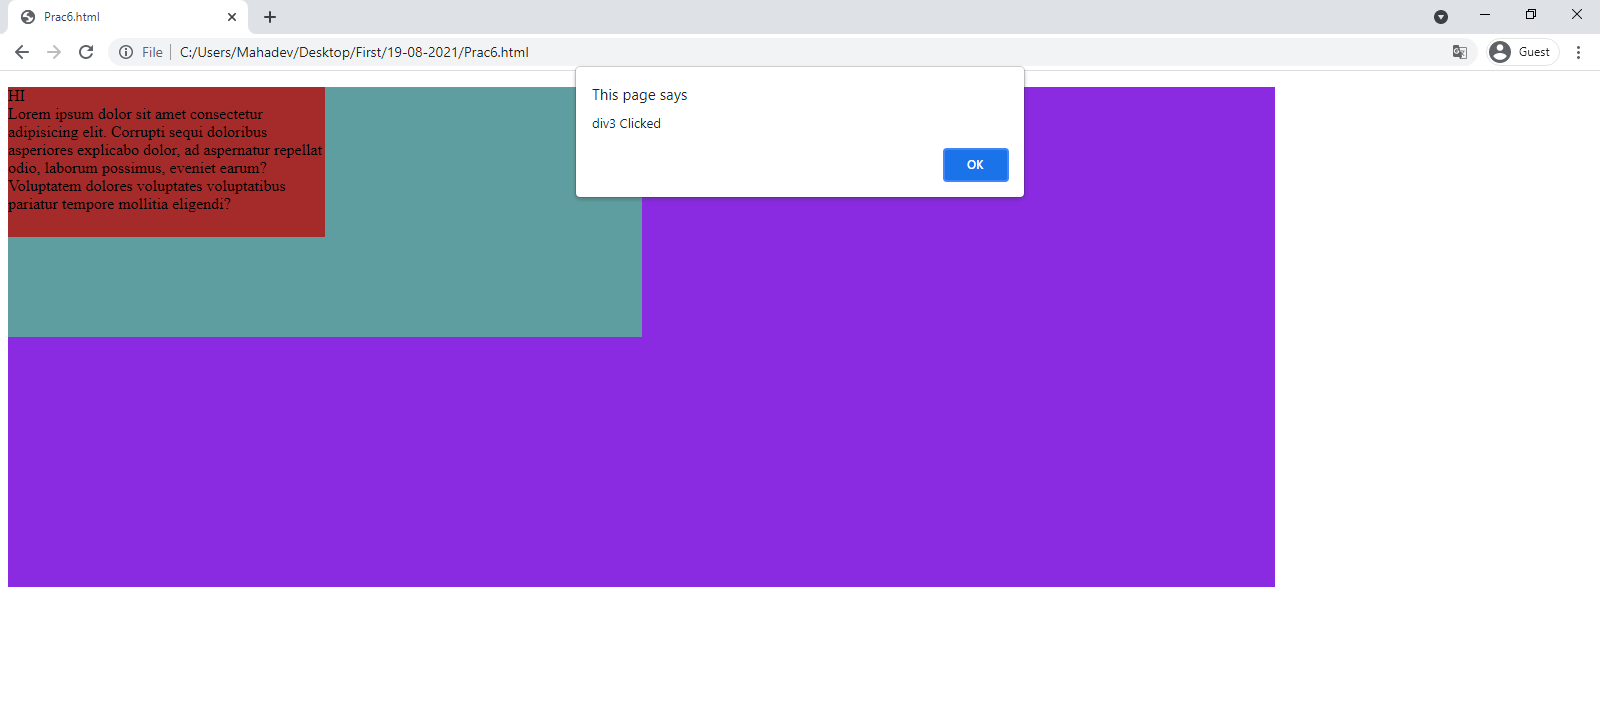 Prac6.html
File
C:/Users/Mahadev/Desktop/First/19-08-2021/Prac6.html
Guest
This page says
div3 Clicked
OK
HI
Lorem ipsum dolor sit amet consectetur
adipisicing elit. Corrupti sequi doloribus
asperiores explicabo dolor, ad aspernatur repellat
odio, laborum possimus, eveniet earum?
Voluptatem dolores voluptates voluptatibus
pariatur tempore mollitia eligendi?